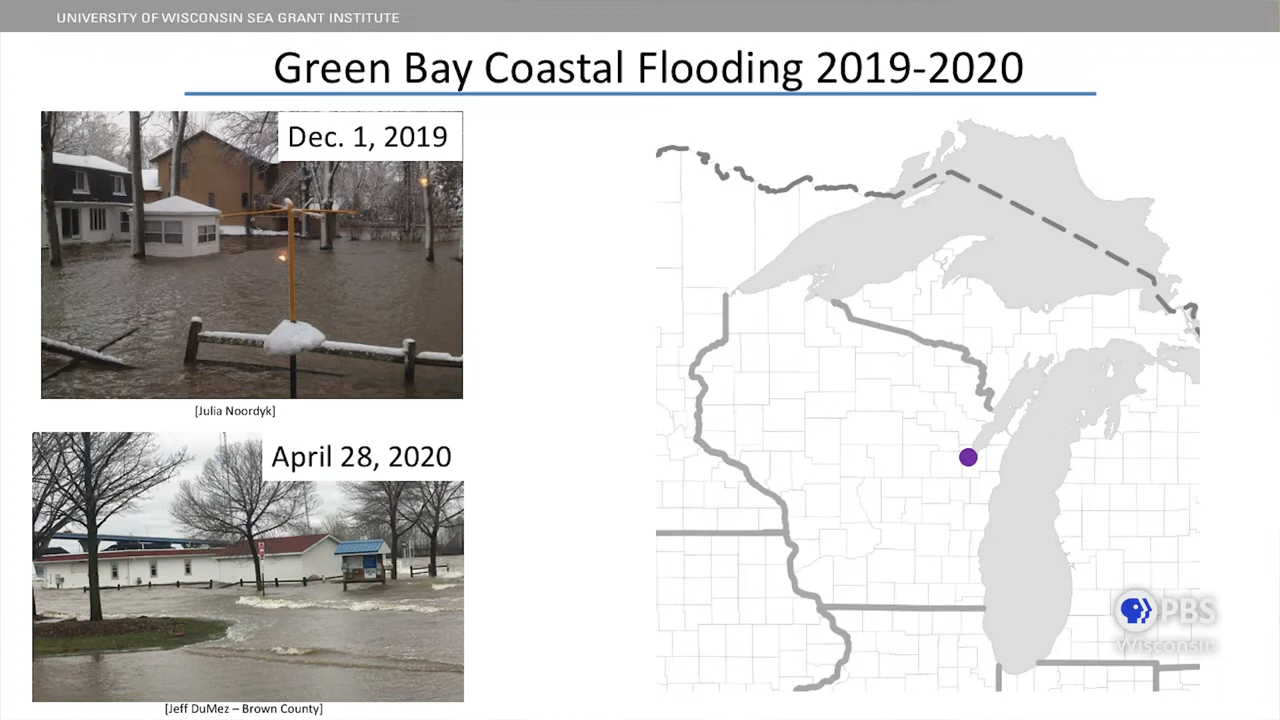 UNIVERSITY OF WISCONSIN SEA GRANT INSTITUTE
Green Bay Coastal Flooding 2019-2020
Dec. 1, 2019
[Julia Noordyk]
April 28, 2020
[Jeff DuMez – Brown County]
PBS
Wisconsin